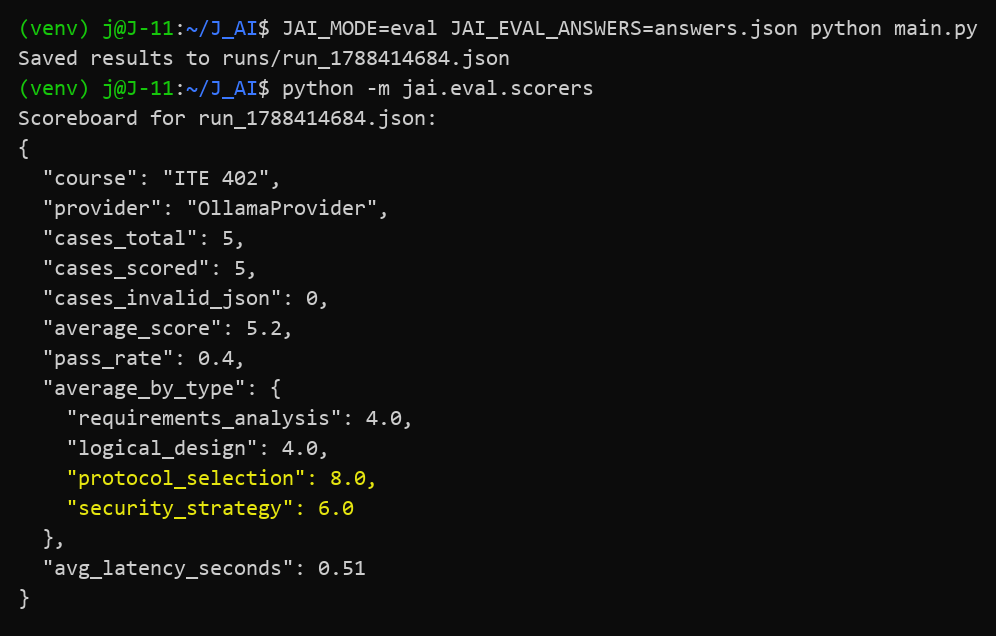 (venv) j@J-11:~/J_AI$ JAI_MODE=eval JAI_EVAL_ANSWERS=answers.json python main.py
Saved results to runs/run_1788414684.json
(venv) j@J-11:~/J_AI$ python -m jai.eval.scorers
Scoreboard for run_1788414684.json:
{
  "course": "ITE 402",
  "provider": "OllamaProvider",
  "cases_total": 5,
  "cases_scored": 5,
  "cases_invalid_json": 0,
  "average_score": 5.2,
  "pass_rate": 0.4,
  "average_by_type": {
    "requirements_analysis": 4.0,
    "logical_design": 4.0,
    "protocol_selection": 8.0,
    "security_strategy": 6.0
  },
  "avg_latency_seconds": 0.51
}